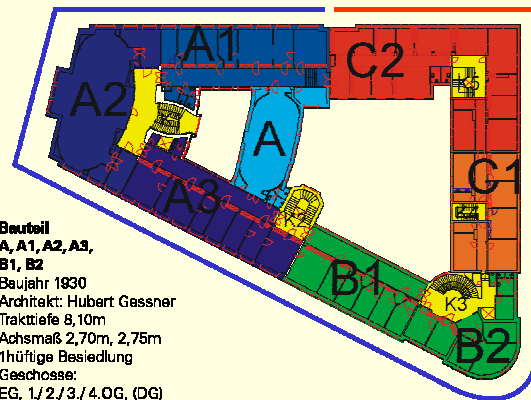 A1
C2
A2
A
C1
A3
K2
B1
K3
B2
Bauteil
A, A1, A2, A3,
B1, B2
Baujahr 1930
Architekt: Hubert Gessner
Trakttiefe 8,10m
Achsmaß 2,70m, 2,75m
1hüftige Besiedlung
Geschosse:
EG, 1./ 2./ 3./ 4.OG, (DG)